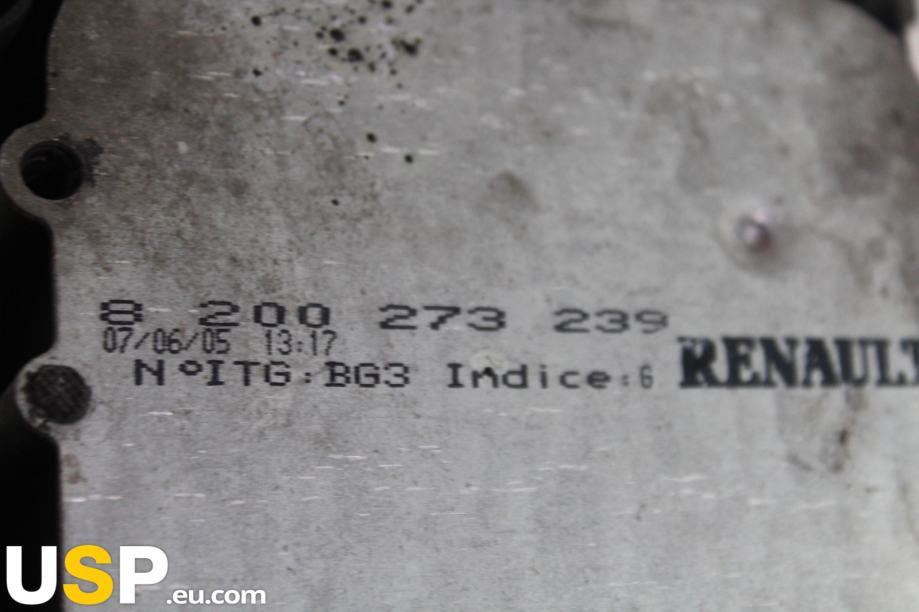 8 200 273 239
07/06/05 13:17
N°ITG:BG3 Indice:6 RENAULT
USP.eu.com